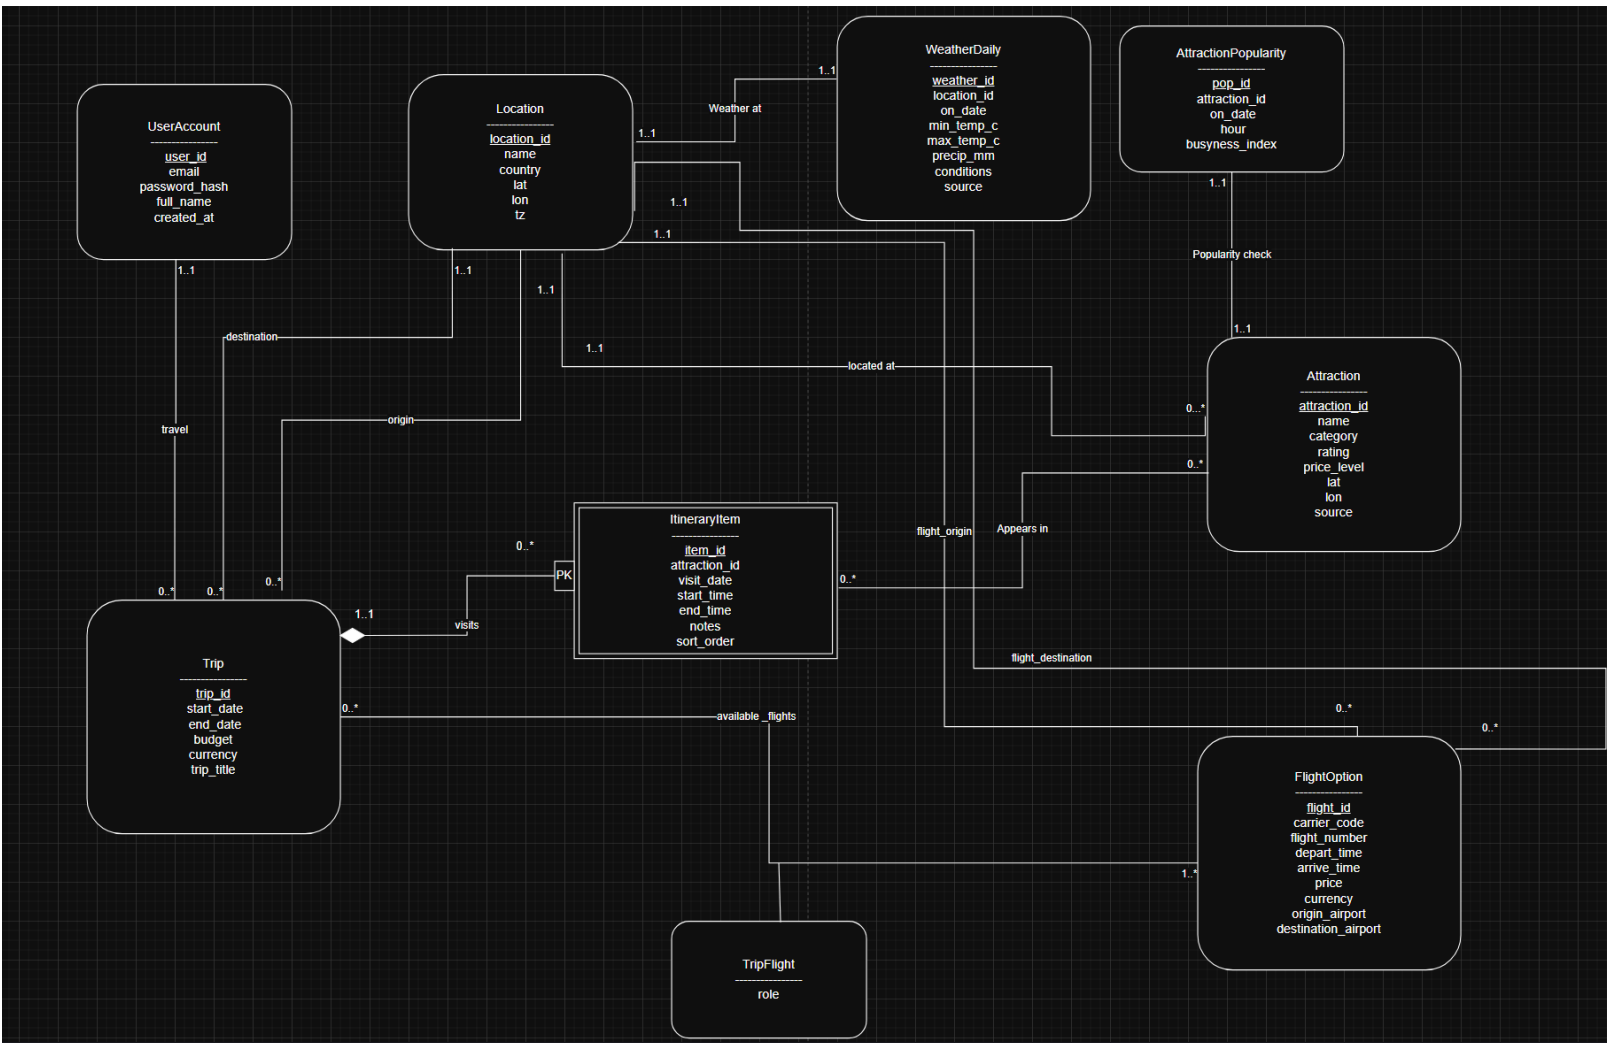 WeatherDaily
----------------
weather_id
location_id
on_date
min_temp_c
max_temp_c
precip_mm
conditions
source
AttractionPopularity
----------------
pop_id
attraction_id
on_date
hour
busyness_index
UserAccount
----------------
user_id
email
password_hash
full_name
created_at
Location
----------------
location_id
name
country
lat
lon
tz
1..1
Weather at
1..1
1..1
1..1
1..1
Popularity check
1..1
1..1
1..1
1..1
1..1
destination
1..1
located at
origin
travel
Attraction
----------------
attraction_id
name
category
rating
price_level
lat
lon
source
0...*
0..*
ItineraryItem
----------------
item_id
attraction_id
visit_date
start_time
end_time
notes
sort_order
0..*
PK
0..*
flight_origin
Appears in
0..*
0..*
0..*
1..1
visits
flight_destination
Trip
----------------
trip_id
start_date
end_date
budget
currency
trip_title
0..*
available _flights
0..*
0..*
FlightOption
----------------
flight_id
carrier_code
flight_number
depart_time
arrive_time
price
currency
origin_airport
destination_airport
1..*
TripFlight
----------------
role